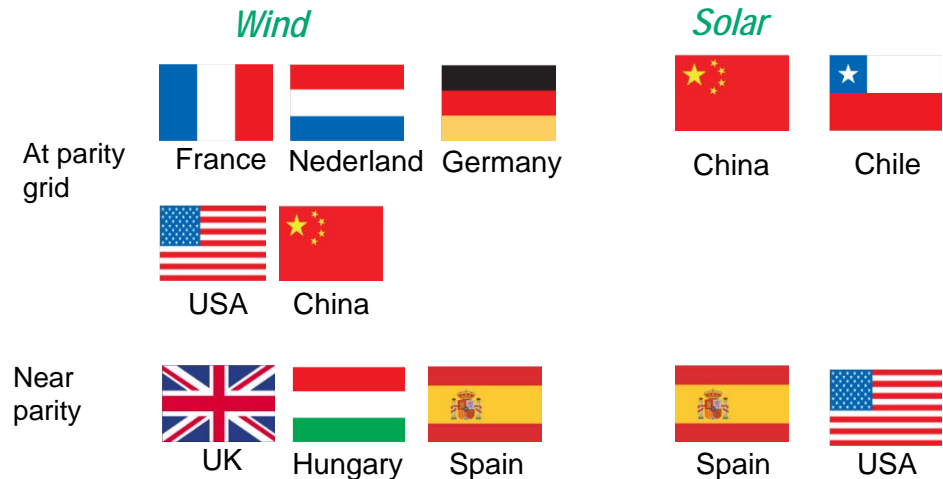 Wind
Solar
At parity
grid
France
Nederland
Germany
China
Chile
USA
China
Near
parity
UK
Hungary
Spain
Spain
USA